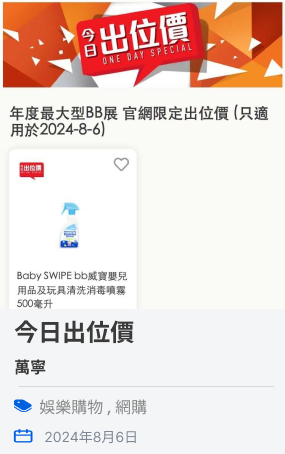 今日出位價
ONE DAY SPECIAL
年度最大型BB展 官網限定出位價 (只適
用於2024-8-6)
今日出位價
Baby SWIPE bb威寶嬰兒
用品及玩具清洗消毒噴霧
500毫升
今日出位價
萬寧
娛樂購物 , 網購
2024年8月6日